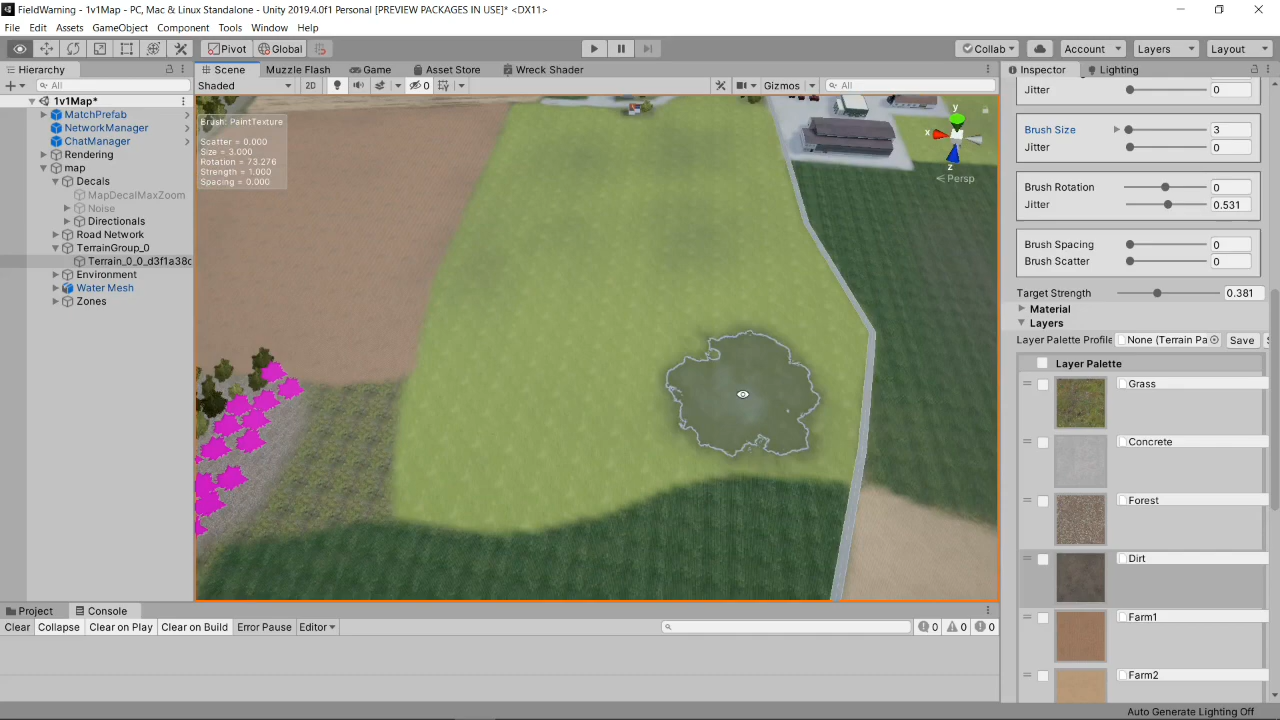 FieldWarning - 1v1Map - PC, Mac & Linux Standalone - Unity 2019.4.0f1 Personal [PREVIEW PACKAGES IN USE]* <DX11>
File Edit Assets GameObject Component Tools Window Help
Pivot Global Collab Account Layers Layout
Hierarchy Scene Muzzle Flash Game Asset Store Wreck Shader Inspector Lighting
All Shaded 2D 0 Gizmos All
1v1Map*
MatchPrefab
NetworkManager
ChatManager
Rendering
map
Decals
MapDecalMaxZoom
Noise
Directionals
Road Network
TerrainGroup_0
Terrain_0_0_d3f1a38c
Environment
Water Mesh
Zones
Brush: PaintTexture
Scatter = 0.000
Size = 3.000
Rotation = 73.276
Strength = 1.000
Spacing = 0.000
y
x
z
Persp
Jitter 0
Brush Size 3
Jitter 0
Brush Rotation 0
Jitter 0.531
Brush Spacing 0
Brush Scatter 0
Target Strength 0.381
Material
Layers
Layer Palette Profile None (Terrain Pa Save
Layer Palette
Grass
Concrete
Forest
Dirt
Farm1
Farm2
Project Console
Clear Collapse Clear on Play Clear on Build Error Pause Editor 0 0 0
Auto Generate Lighting Off